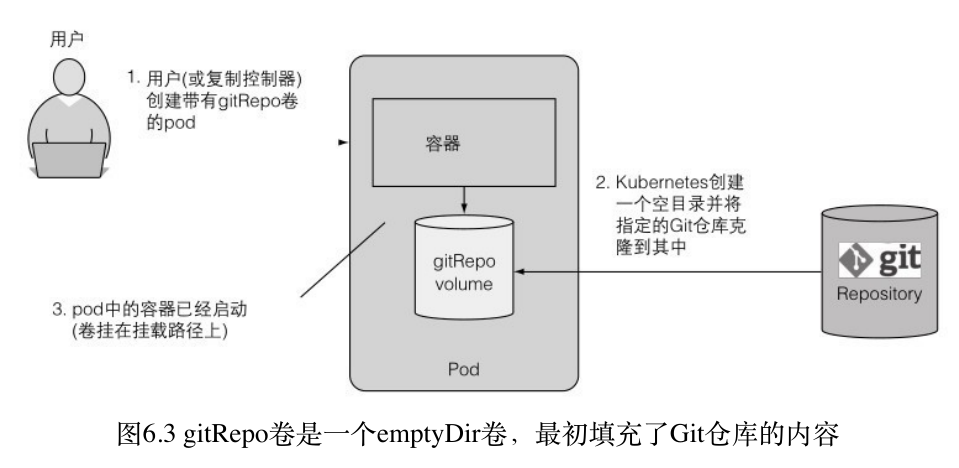 用户
1. 用户(或复制控制器)
创建带有gitRepo卷
的pod
容器
2. Kubernetes创建
一个空目录并将
指定的Git仓库克
隆到其中
gitRepo
volume
git
Repository
3. pod中的容器已经启动
(卷挂在挂载路径上)
Pod
图6.3 gitRepo卷是一个emptyDir卷，最初填充了Git仓库的内容